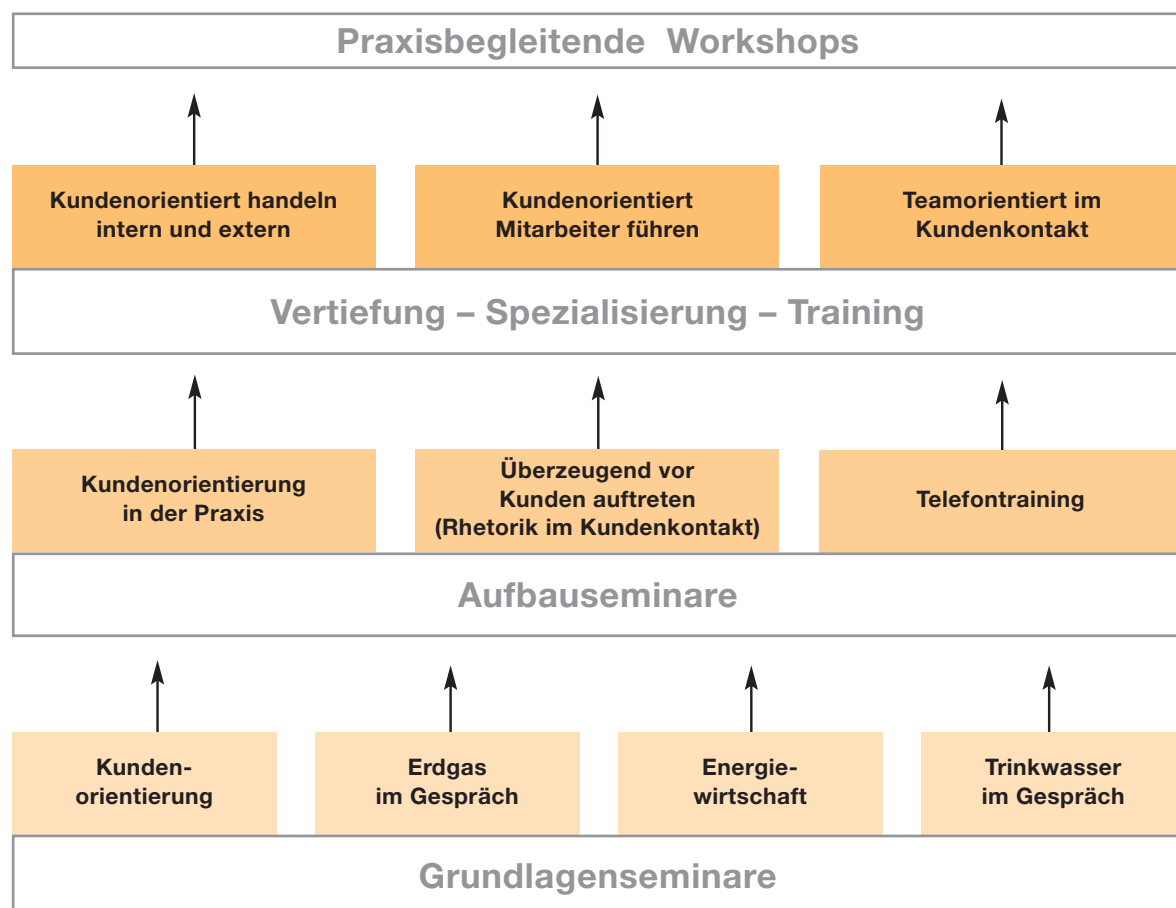 Praxisbegleitende Workshops
Kundenorientiert handeln
intern und extern
Kundenorientiert
Mitarbeiter führen
Teamorientiert im
Kundenkontakt
Vertiefung – Spezialisierung – Training
Kundenorientierung
in der Praxis
Überzeugend vor
Kunden auftreten
(Rhetorik im Kundenkontakt)
Telefontraining
Aufbauseminare
Kunden-
orientierung
Erdgas
im Gespräch
Energie-
wirtschaft
Trinkwasser
im Gespräch
Grundlagenseminare